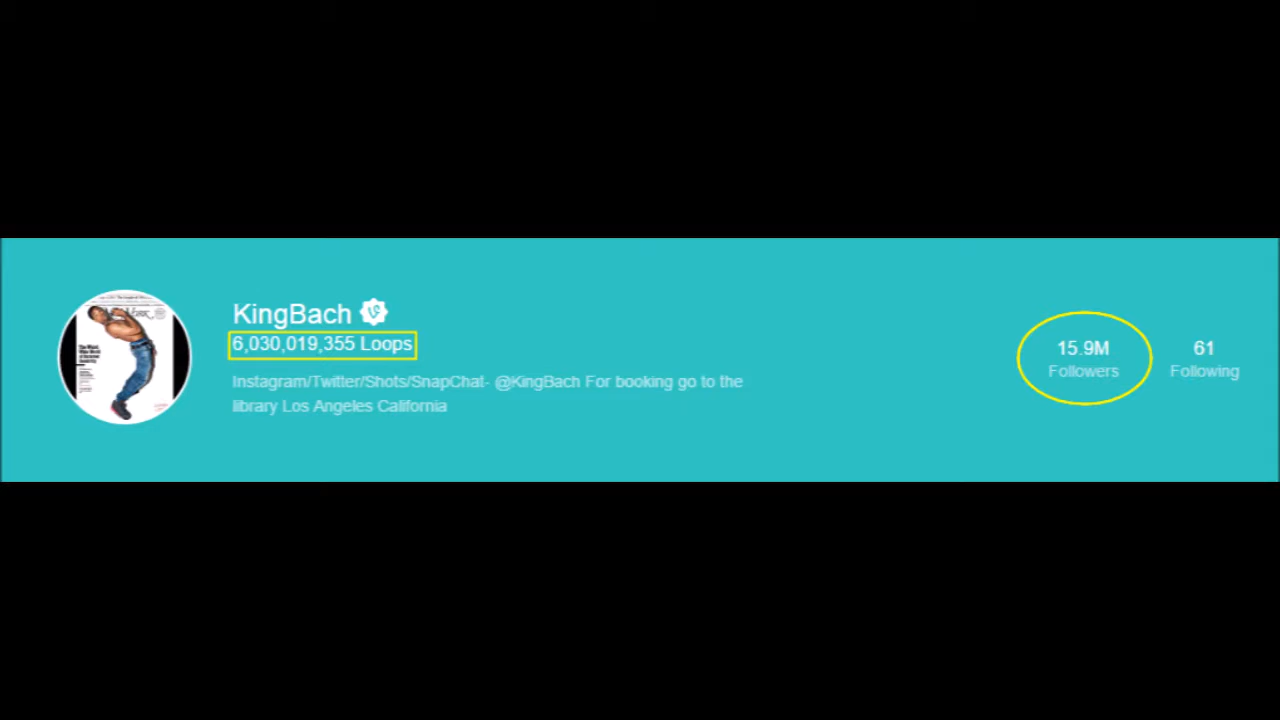 KingBach
6,030,019,355 Loops
Instagram/Twitter/Shots/SnapChat- @KingBach For booking go to the
library Los Angeles California
15.9M
Followers
61
Following